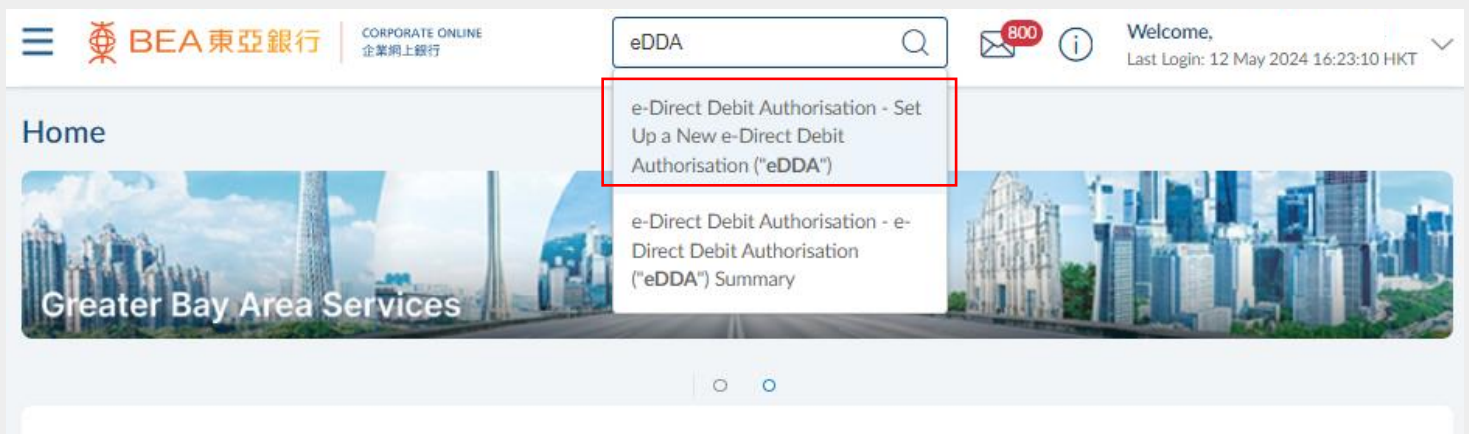 BEA東亞銀行
CORPORATE ONLINE
企業網上銀行
eDDA
800
Welcome,
Last Login: 12 May 2024 16:23:10 HKT
e-Direct Debit Authorisation - Set
Up a New e-Direct Debit
Authorisation ("eDDA")
e-Direct Debit Authorisation - e-
Direct Debit Authorisation
("eDDA") Summary
Home
Greater Bay Area Services